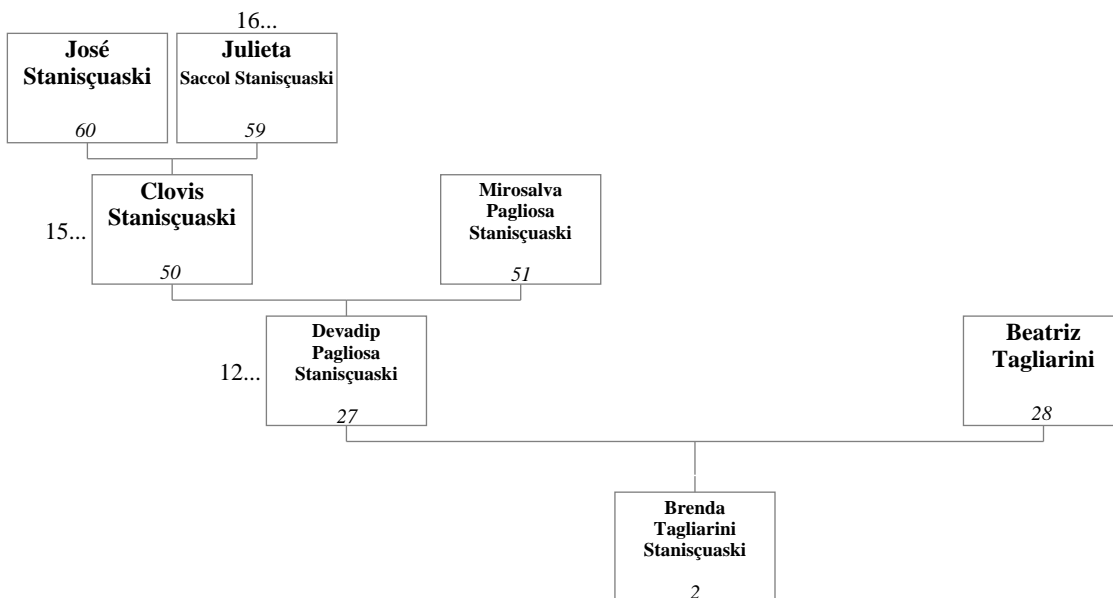 16...
José
Stanisçuaski
60
Julieta
Saccol Stanisçuaski
59
15...
Clovis
Stanisçuaski
50
Mirosalva
Pagliosa
Stanisçuaski
51
12...
Devadip
Pagliosa
Stanisçuaski
27
Beatriz
Tagliarini
28
Brenda
Tagliarini
Stanisçuaski
2